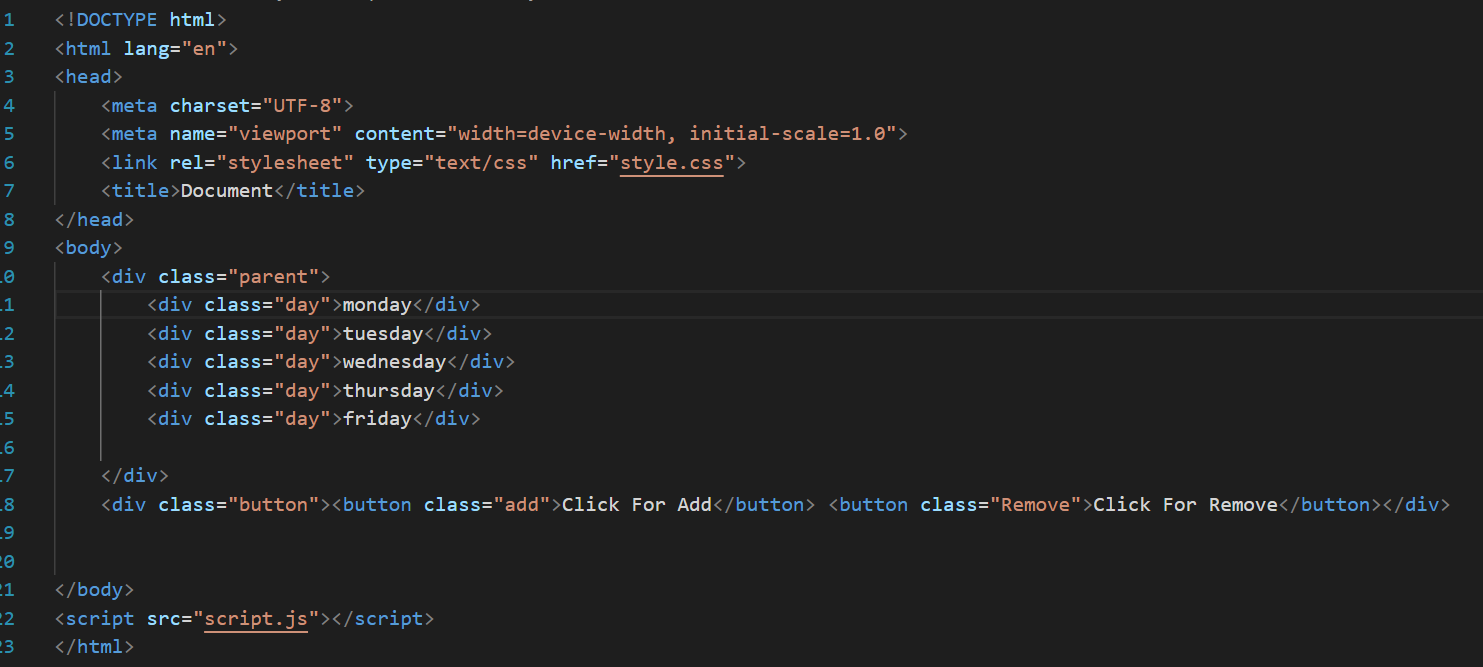 1 <!DOCTYPE html>
2 <html lang="en">
3 <head>
4     <meta charset="UTF-8">
5     <meta name="viewport" content="width=device-width, initial-scale=1.0">
6     <link rel="stylesheet" type="text/css" href="style.css">
7     <title>Document</title>
8 </head>
9 <body>
10     <div class="parent">
11         <div class="day">monday</div>
12         <div class="day">tuesday</div>
13         <div class="day">wednesday</div>
14         <div class="day">thursday</div>
15         <div class="day">friday</div>
16
17     </div>
18     <div class="button"><button class="add">Click For Add</button> <button class="Remove">Click For Remove</button></div>
19
20
21 </body>
22 <script src="script.js"></script>
23 </html>